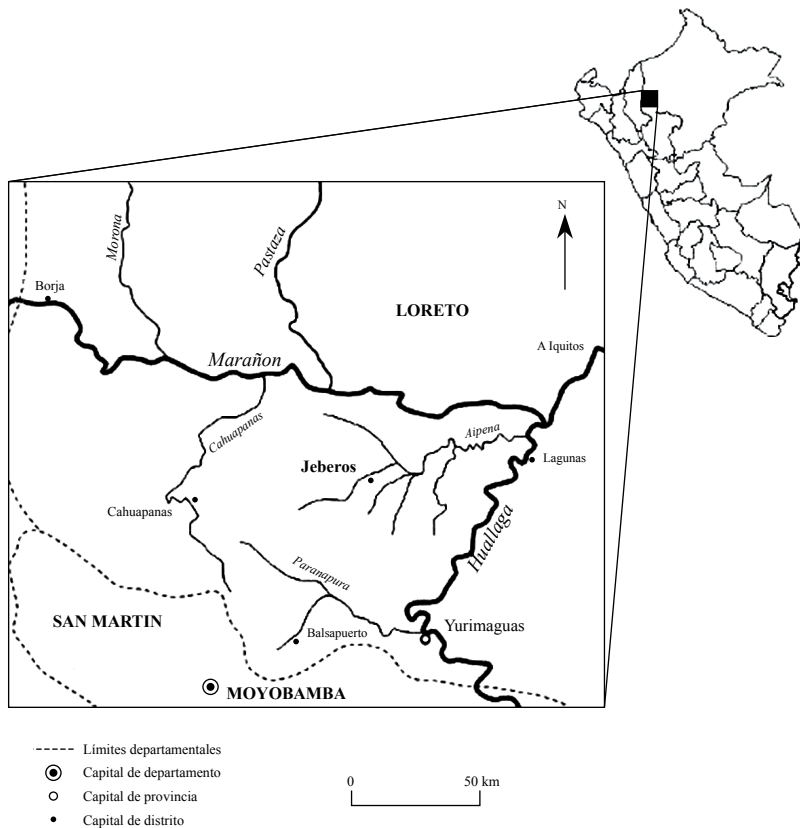 N
Morona
Pastaza
Borja
LORETO
A Iquitos
Marañon
Cahuapanas
Aipena
Jeberos
Lagunas
Cahuapanas
Huallaga
Paranapura
SAN MARTIN
Balsapuerto
Yurimaguas
MOYOBAMBA
Límites departamentales
Capital de departamento
Capital de provincia
Capital de distrito
0 50 km